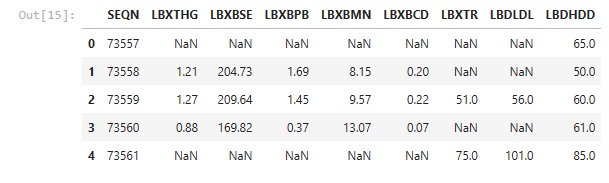 Out[15]:
SEQN LBXTHG LBXBSE LBXBPB LBXBMN LBXBCD LBXTR LBDLDL LBDHDD
0 73557 NaN NaN NaN NaN NaN NaN NaN 65.0
1 73558 1.21 204.73 1.69 8.15 0.20 NaN NaN 50.0
2 73559 1.27 209.64 1.45 9.57 0.22 51.0 56.0 60.0
3 73560 0.88 169.82 0.37 13.07 0.07 NaN NaN 61.0
4 73561 NaN NaN NaN NaN NaN 75.0 101.0 85.0